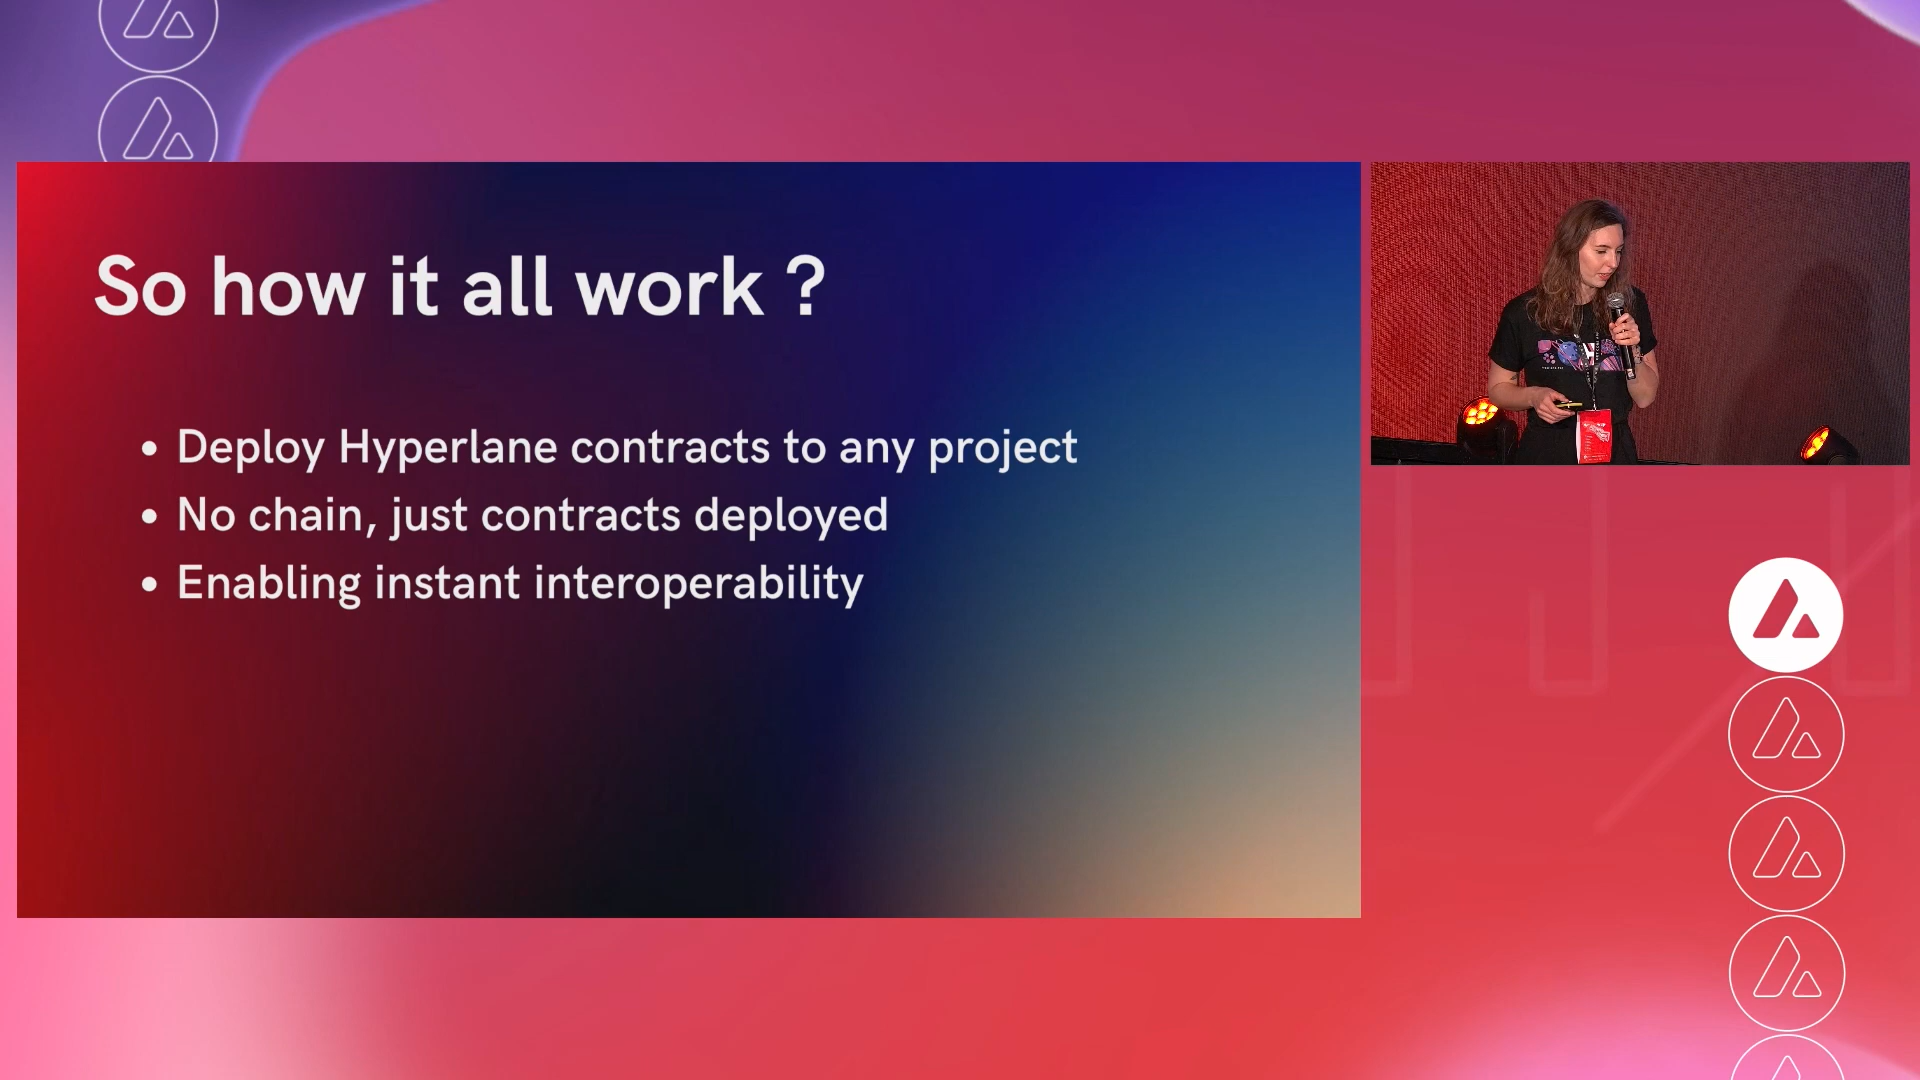 So how it all work ?
• Deploy Hyperlane contracts to any project
• No chain, just contracts deployed
• Enabling instant interoperability